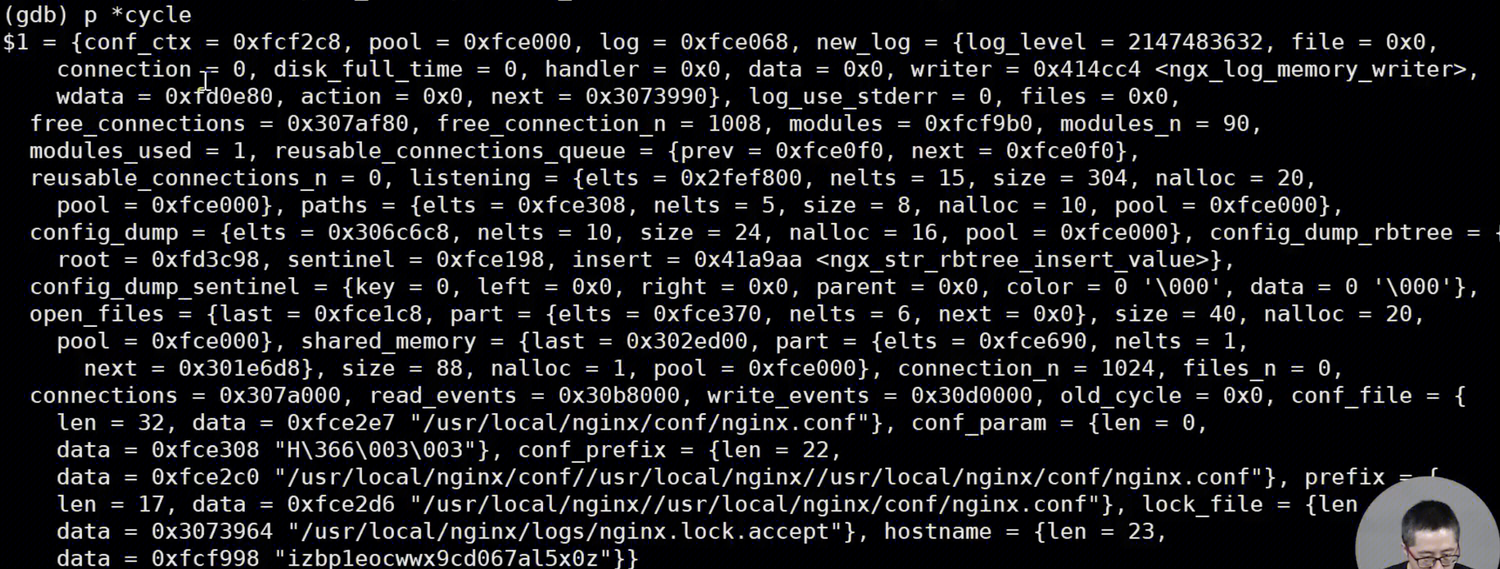 (gdb) p *cycle
$1 = {conf_ctx = 0xfcf2c8, pool = 0xfce000, log = 0xfce068, new_log = {log_level = 2147483632, file = 0x0,
connection = 0, disk_full_time = 0, handler = 0x0, data = 0x0, writer = 0x414cc4 <ngx_log_memory_writer>,
wdata = 0xfd0e80, action = 0x0, next = 0x3073990}, log_use_stderr = 0, files = 0x0,
free_connections = 0x307af80, free_connection_n = 1008, modules = 0xfcf9b0, modules_n = 90,
modules_used = 1, reusable_connections_queue = {prev = 0xfce0f0, next = 0xfce0f0},
reusable_connections_n = 0, listening = {elts = 0x2fef800, nelts = 15, size = 304, nalloc = 20,
pool = 0xfce000}, paths = {elts = 0xfce308, nelts = 5, size = 8, nalloc = 10, pool = 0xfce000},
config_dump = {elts = 0x306c6c8, nelts = 10, size = 24, nalloc = 16, pool = 0xfce000}, config_dump_rbtree = {
root = 0xfd3c98, sentinel = 0xfce198, insert = 0x41a9aa <ngx_str_rbtree_insert_value>},
config_dump_sentinel = {key = 0, left = 0x0, right = 0x0, parent = 0x0, color = 0 '\000', data = 0 '\000'},
open_files = {last = 0xfce1c8, part = {elts = 0xfce370, nelts = 6, next = 0x0}, size = 40, nalloc = 20,
pool = 0xfce000}, shared_memory = {last = 0x302ed00, part = {elts = 0xfce690, nelts = 1,
next = 0x301e6d8}, size = 88, nalloc = 1, pool = 0xfce000}, connection_n = 1024, files_n = 0,
connections = 0x307a000, read_events = 0x30b8000, write_events = 0x30d0000, old_cycle = 0x0, conf_file = {
len = 32, data = 0xfce2e7 "/usr/local/nginx/conf/nginx.conf"}, conf_param = {len = 0,
data = 0xfce308 "H\366\003\003"}, conf_prefix = {len = 22,
data = 0xfce2c0 "/usr/local/nginx/conf//usr/local/nginx//usr/local/nginx/conf/nginx.conf"}, prefix = {
len = 17, data = 0xfce2d6 "/usr/local/nginx//usr/local/nginx/conf/nginx.conf"}, lock_file = {len
data = 0x3073964 "/usr/local/nginx/logs/nginx.lock.accept"}, hostname = {len = 23,
data = 0xfcf998 "izbp1eocwwx9cd067al5x0z"}}